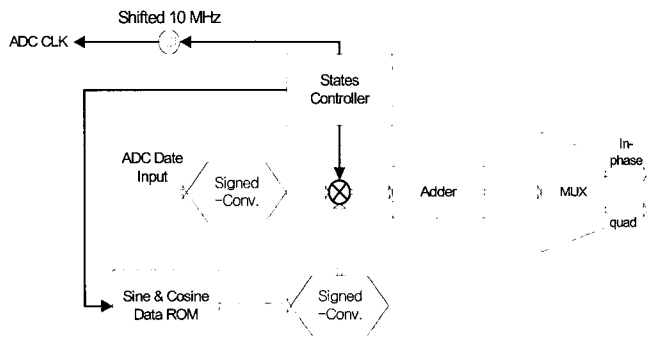 Shifted 10 MHz
ADC CLK
States
Controller
ADC Date
Input
Signed
-Conv.
Adder
MUX
In-
phase
quad
Sine & Cosine
Data ROM
Signed
-Conv.